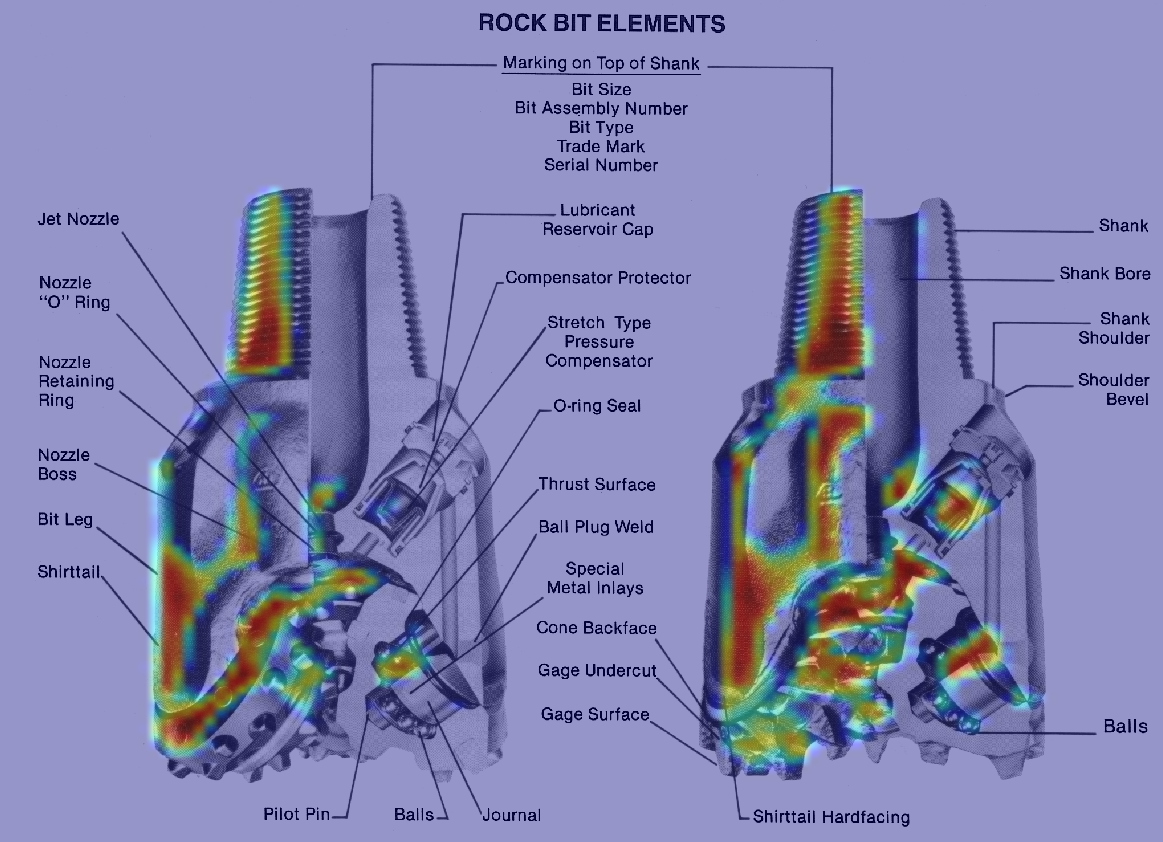 ROCK BIT ELEMENTS
Marking on Top of Shank
Bit Size
Bit Assembly Number
Bit Type
Trade Mark
Serial Number
Jet Nozzle
Nozzle
“O” Ring
Nozzle
Retaining
Ring
Nozzle
Boss
Bit Leg
Shirttail
Lubricant
Reservoir Cap
Compensator Protector
Stretch Type
Pressure
Compensator
O-ring Seal
Thrust Surface
Ball Plug Weld
Special
Metal Inlays
Cone Backface
Gage Undercut
Gage Surface
Shank
Shank Bore
Shank
Shoulder
Shoulder
Bevel
Balls
Pilot Pin
Balls
Journal
Shirttail Hardfacing